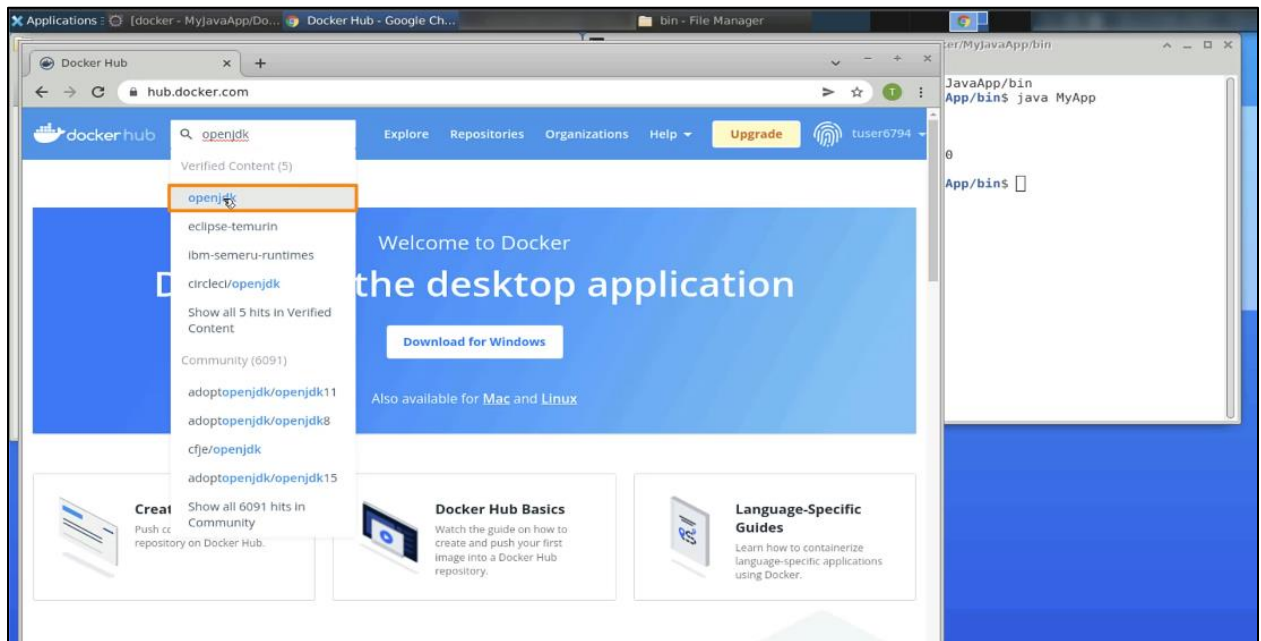 Applications : [docker - MyJavaApp/Do... Docker Hub - Google Ch... bin - File Manager
er/MyJavaApp/bin
Docker Hub
hub.docker.com
T
JavaApp/bin
App/bin$ java MyApp
0
App/bin$
dockerhub openjdk Explore Repositories Organizations Help Upgrade tuser6794
Verified Content (5)
openjdk
eclipse-temurin
ibm-semeru-runtimes
circleci/openjdk
Show all 5 hits in Verified
Content
Community (6091)
adoptopenjdk/openjdk11
adoptopenjdk/openjdk8
cfje/openjdk
adoptopenjdk/openjdk15
Show all 6091 hits in
Community
Welcome to Docker
D the desktop application
Download for Windows
Also available for Mac and Linux
Creat
Push cc
repository on Docker Hub.
Docker Hub Basics
Watch the guide on how to
create and push your first
image into a Docker Hub
repository.
Language-Specific
Guides
Learn how to containerize
language-specific applications
using Docker.